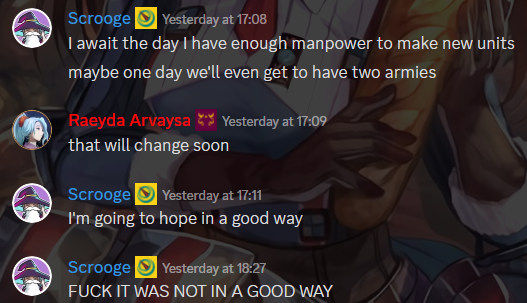 Scrooge Yesterday at 17:08
I await the day I have enough manpower to make new units
maybe one day we'll even get to have two armies
Raeyda Arvaysa Yesterday at 17:09
that will change soon
Scrooge Yesterday at 17:11
I'm going to hope in a good way
Scrooge Yesterday at 18:27
FUCK IT WAS NOT IN A GOOD WAY